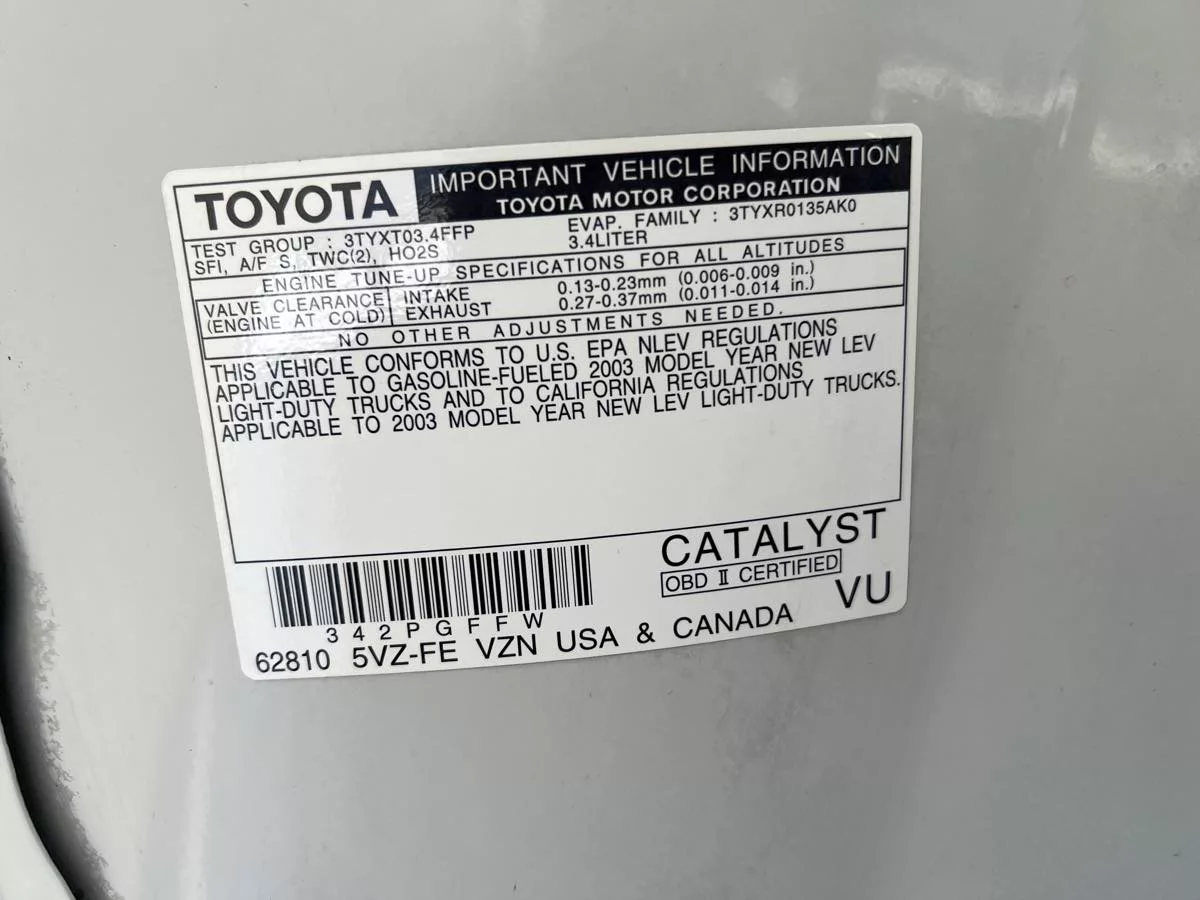 TOYOTA IMPORTANT VEHICLE INFORMATION
TOYOTA MOTOR CORPORATION
TEST GROUP : 3TYXT03.4FFP EVAP. FAMILY : 3TYXR0135AK0
SFI, A/F S, TWC(2), HO2S 3.4LITER
ENGINE TUNE-UP SPECIFICATIONS FOR ALL ALTITUDES
VALVE CLEARANCE INTAKE 0.13-0.23mm (0.006-0.009 in.)
(ENGINE AT COLD) EXHAUST 0.27-0.37mm (0.011-0.014 in.)
NO OTHER ADJUSTMENTS NEEDED.
THIS VEHICLE CONFORMS TO U.S. EPA NLEV REGULATIONS
APPLICABLE TO GASOLINE-FUELED 2003 MODEL YEAR NEW LEV
LIGHT-DUTY TRUCKS AND TO CALIFORNIA REGULATIONS
APPLICABLE TO 2003 MODEL YEAR NEW LEV LIGHT-DUTY TRUCKS.
CATALYST
OBD II CERTIFIED
VU
342PGFFW
62810 5VZ-FE VZN USA & CANADA